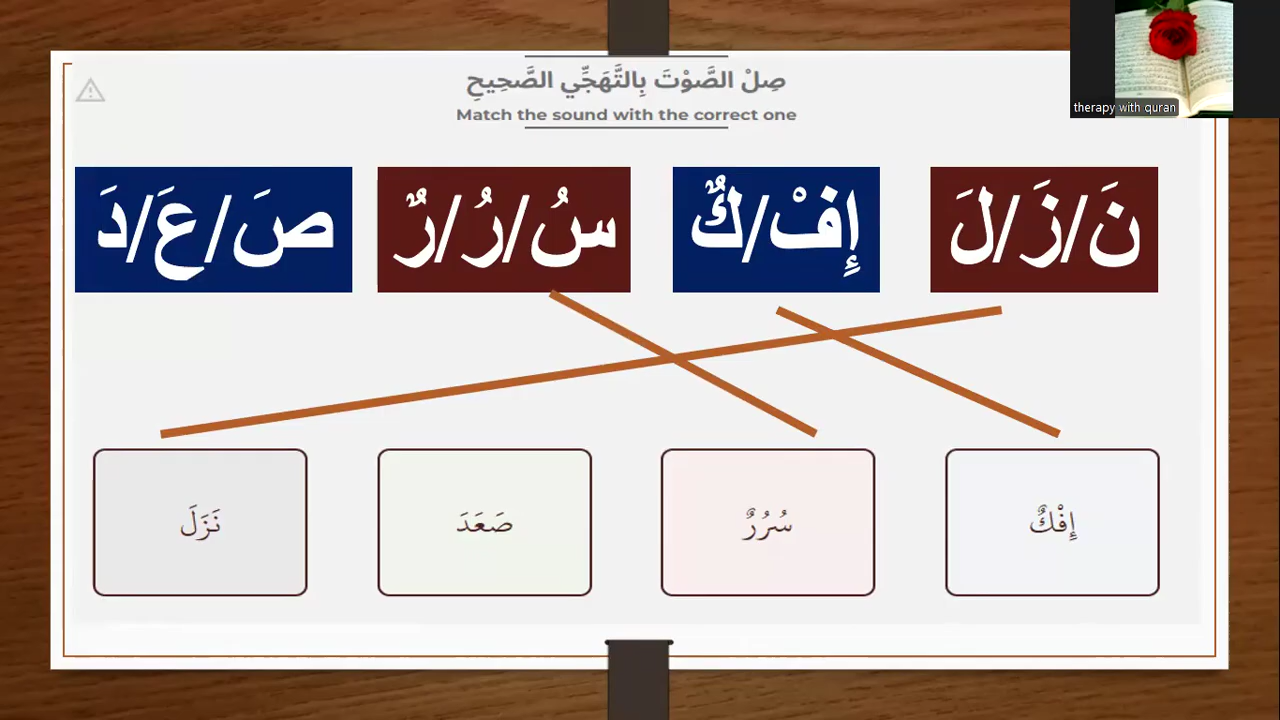 صِلْ الصَّوْتَ بِالتَّهَجِّي الصَّحِيحِ
Match the sound with the correct one
therapy with quran
نَ/زَ/لَ
إِفْ/كٌ
سُ/رُ/رٌ
صَ/عَ/دَ
إِفْكٌ
سُرُرٌ
صَعَدَ
نَزَلَ